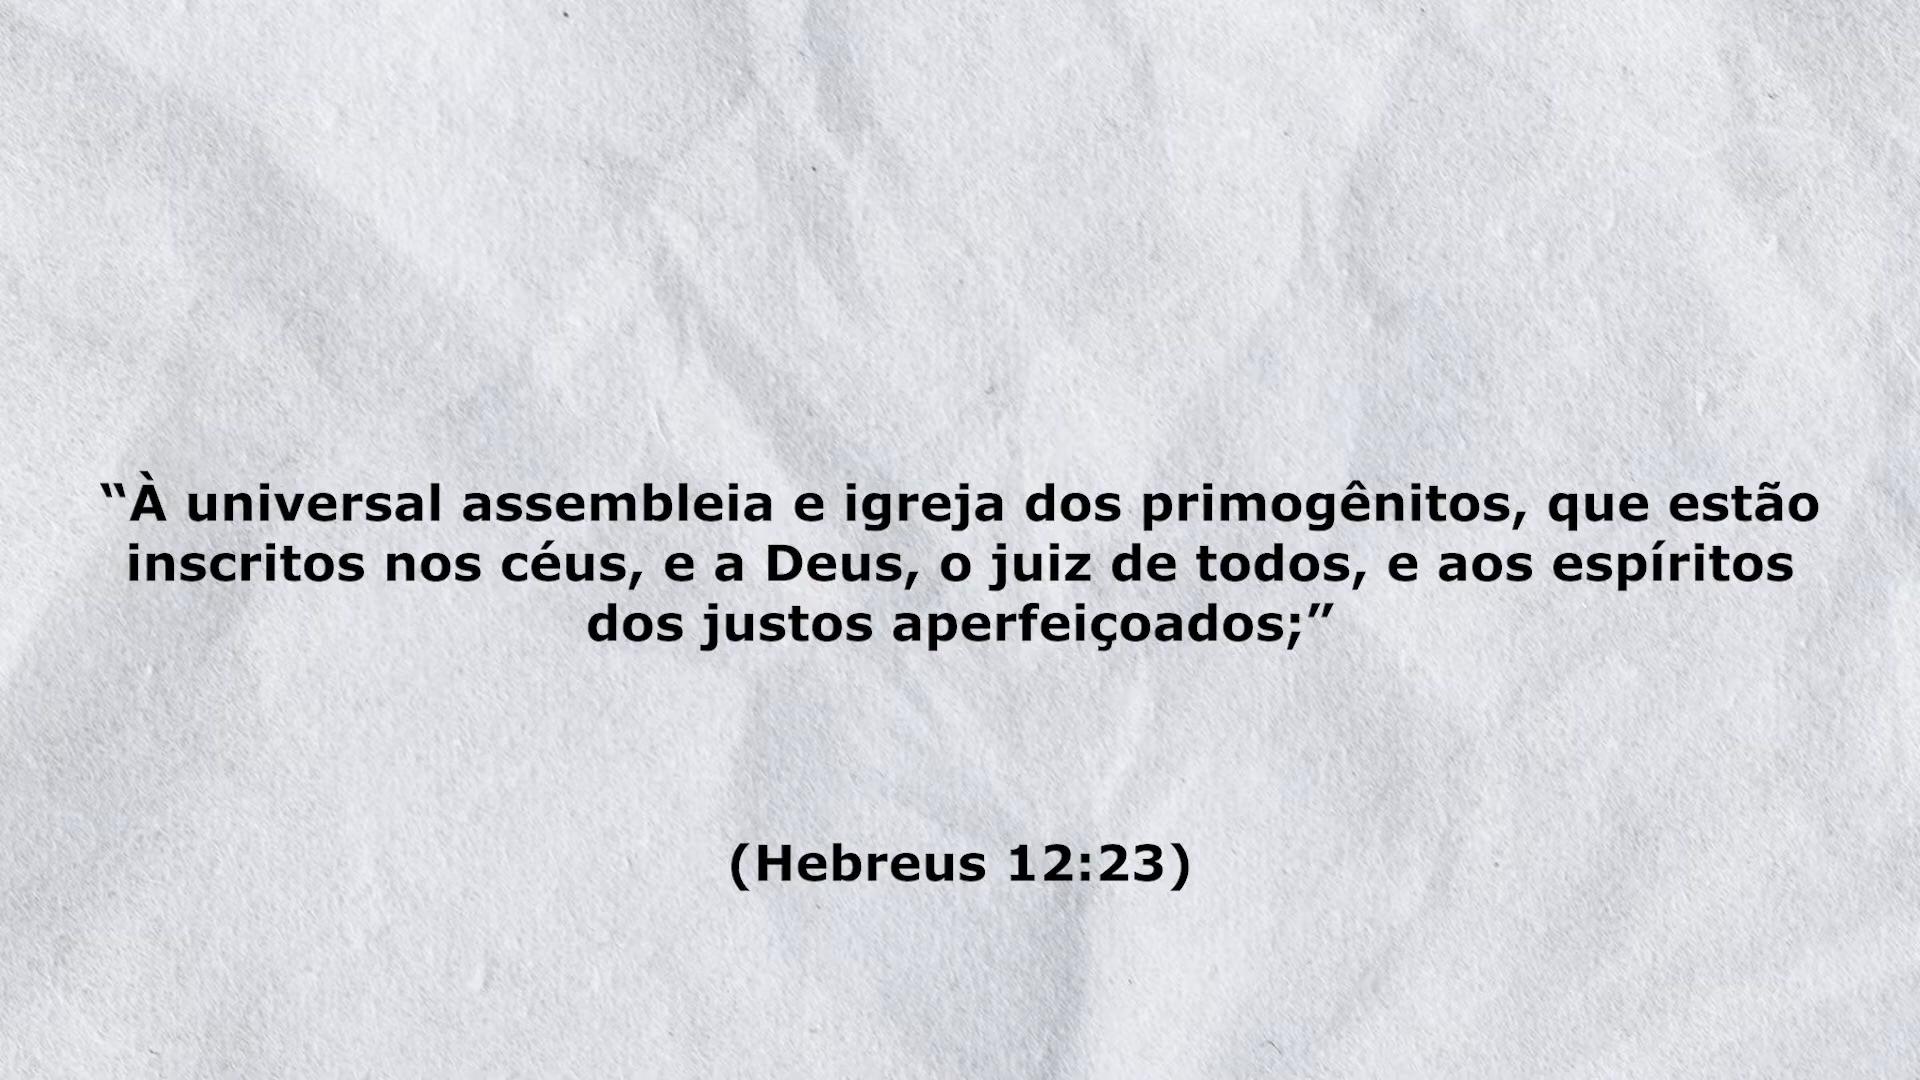 “À universal assembleia e igreja dos primogênitos, que estão
inscritos nos céus, e a Deus, o juiz de todos, e aos espíritos
dos justos aperfeiçoados;”
(Hebreus 12:23)